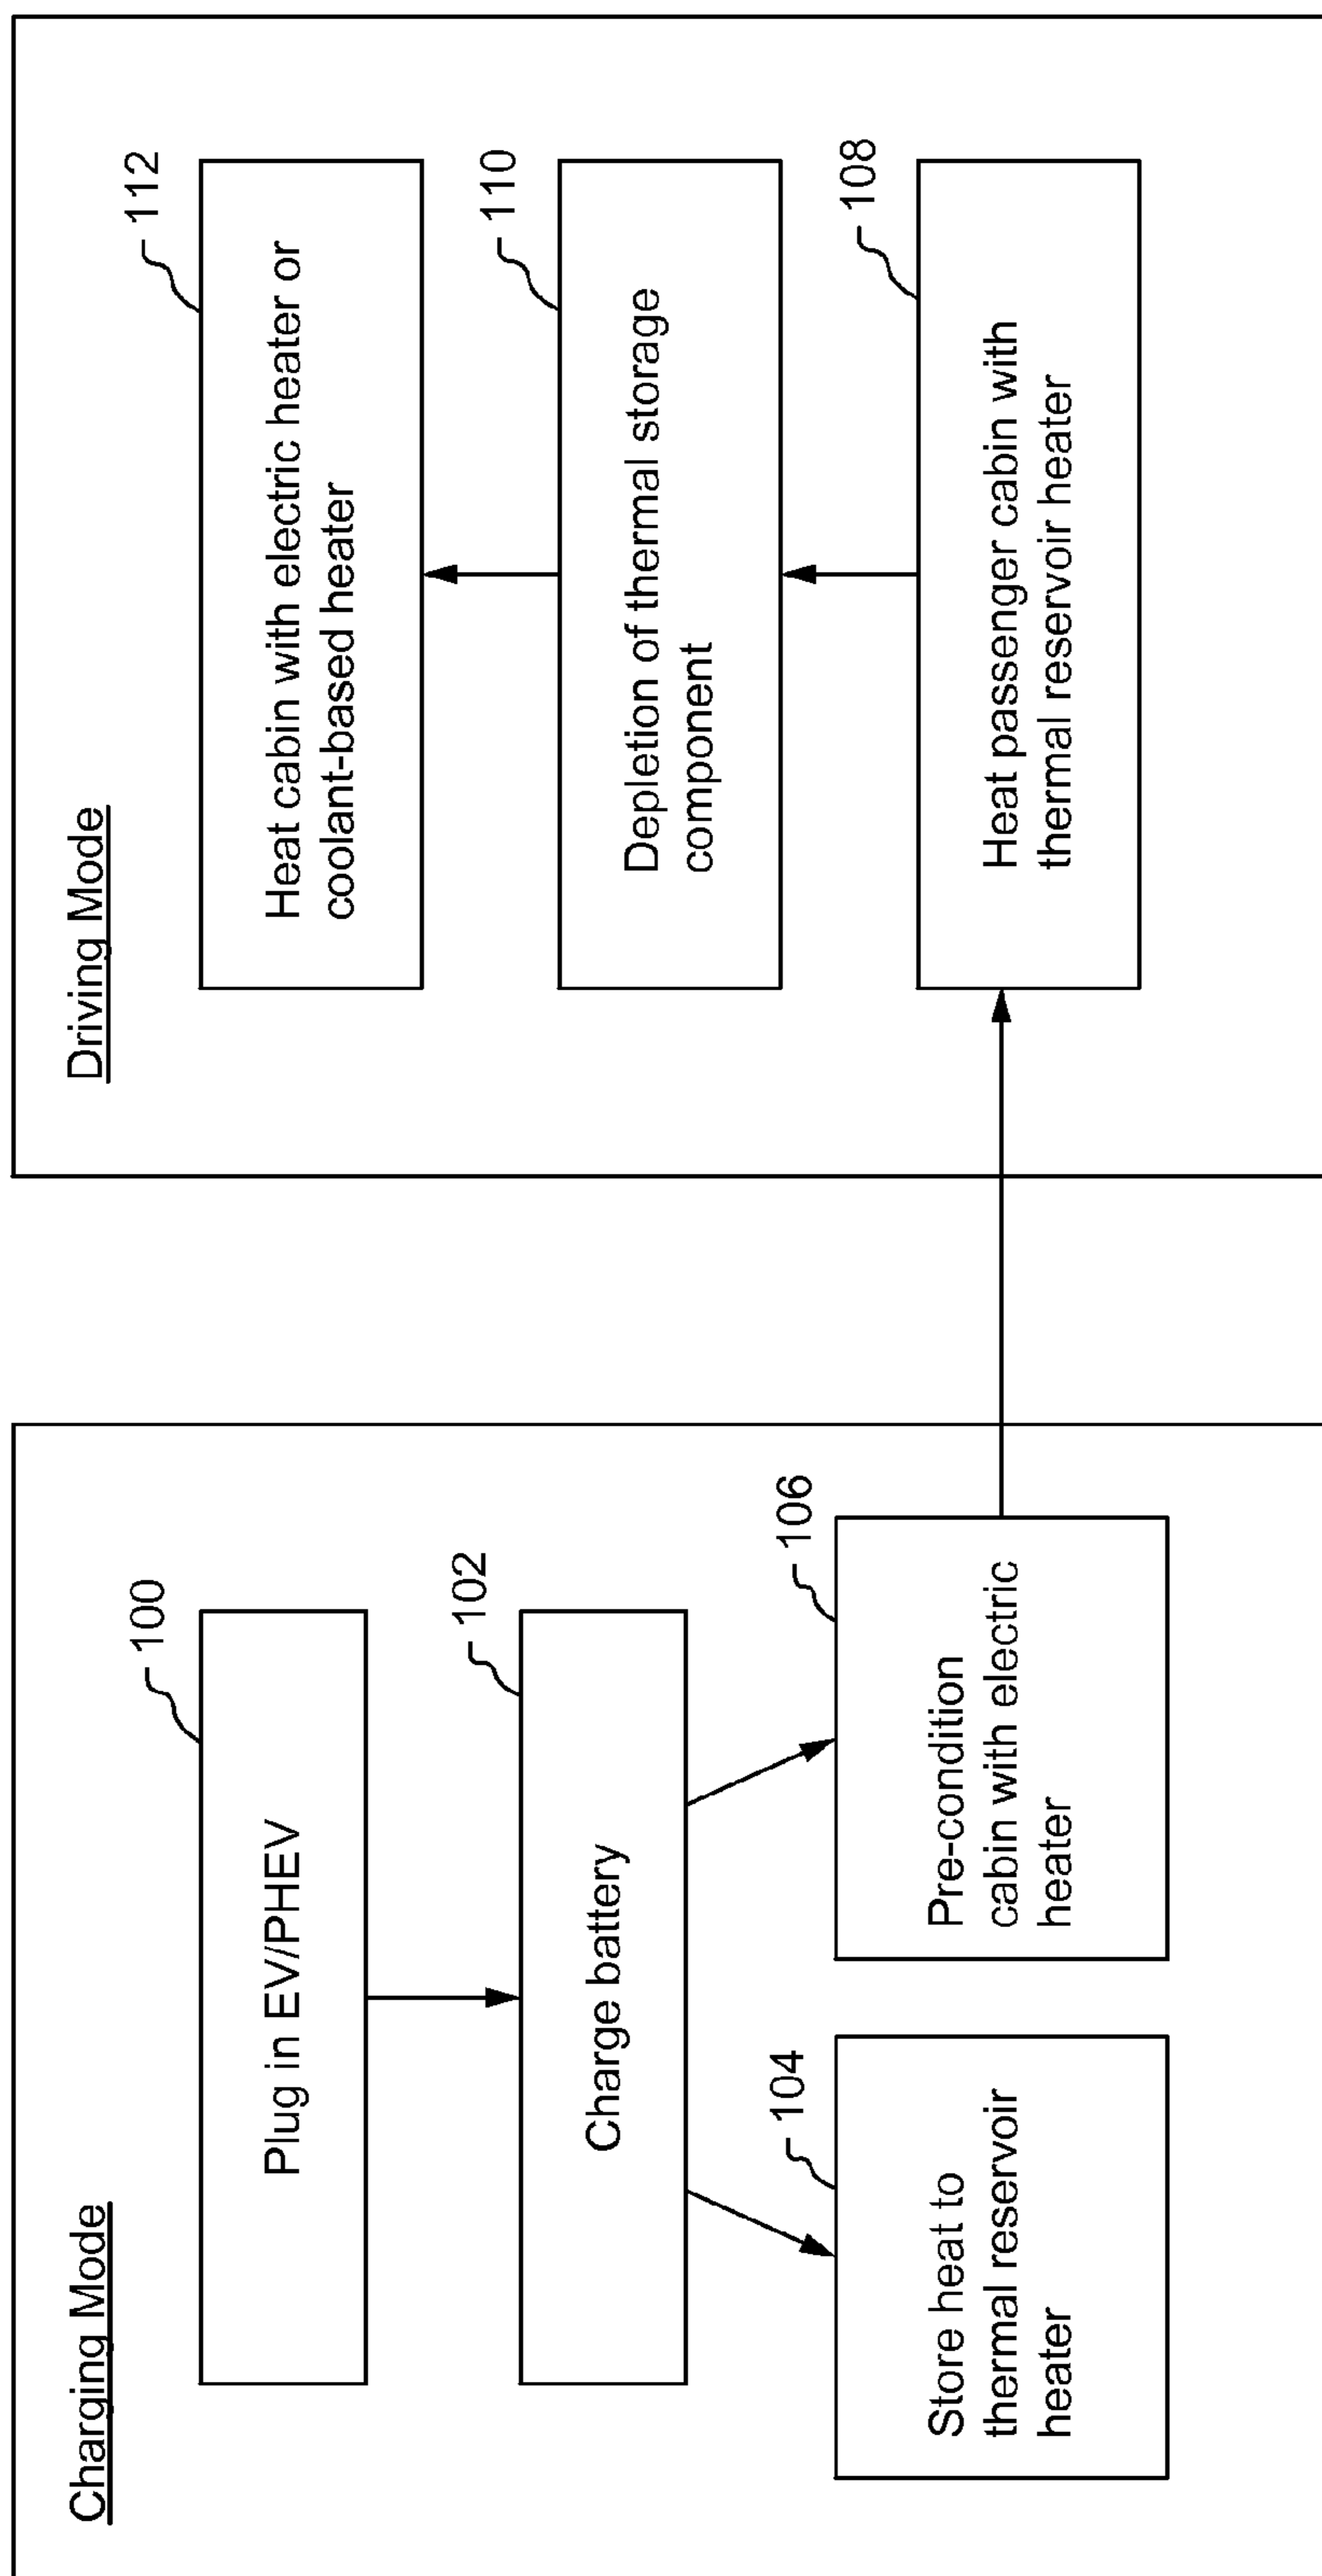 Charging Mode
100
Plug in EV/PHEV
102
Charge battery
104
Store heat to
thermal reservoir
heater
106
Pre-condition
cabin with electric
heater
Driving Mode
112
Heat cabin with electric heater or
coolant-based heater
110
Depletion of thermal storage
component
108
Heat passenger cabin with
thermal reservoir heater